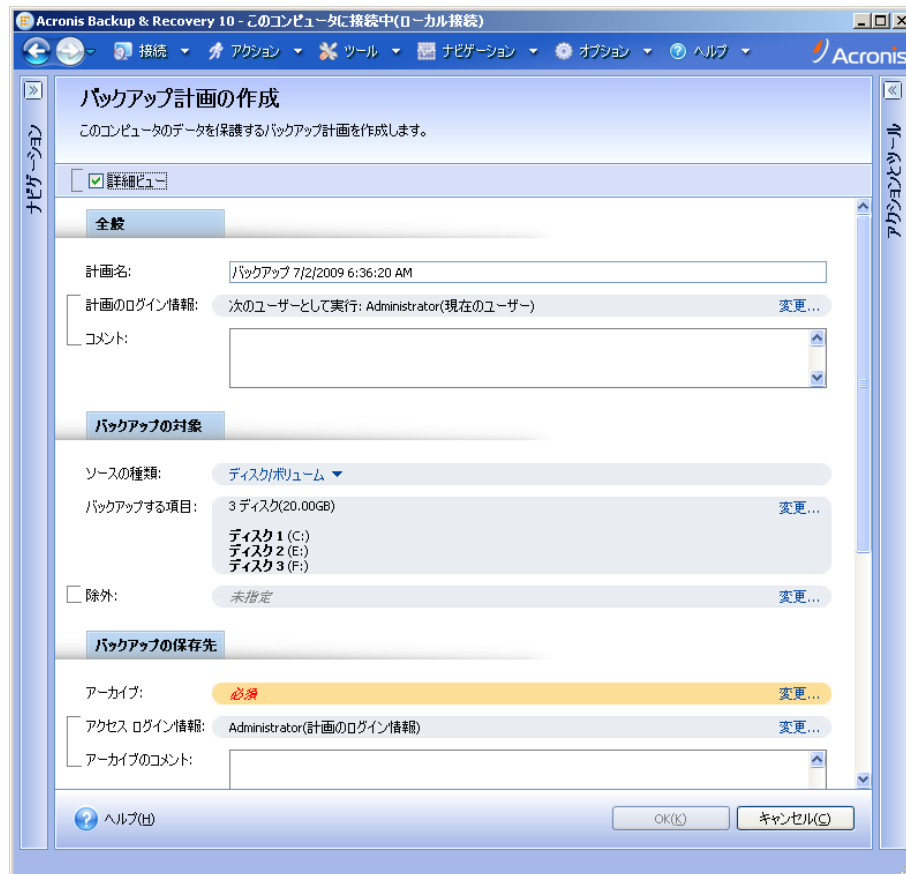 Acronis Backup & Recovery 10 - このコンピュータに接続中(ローカル接続)
接続 アクション ツール ナビゲーション オプション ヘルプ Acronis
ナビゲーション
アクションとツール
バックアップ計画の作成
このコンピュータのデータを保護するバックアップ計画を作成します。
詳細ビュー
全般
計画名: バックアップ 7/2/2009 6:36:20 AM
計画のログイン情報: 次のユーザーとして実行: Administrator(現在のユーザー) 変更...
コメント:
バックアップの対象
ソースの種類: ディスク/ボリューム
バックアップする項目: 3 ディスク(20.00GB) 変更...
ディスク 1 (C:)
ディスク 2 (E:)
ディスク 3 (F:)
除外: 未指定 変更...
バックアップの保存先
アーカイブ: 必須 変更...
アクセス ログイン情報: Administrator(計画のログイン情報) 変更...
アーカイブのコメント:
ヘルプ(H) OK(K) キャンセル(C)